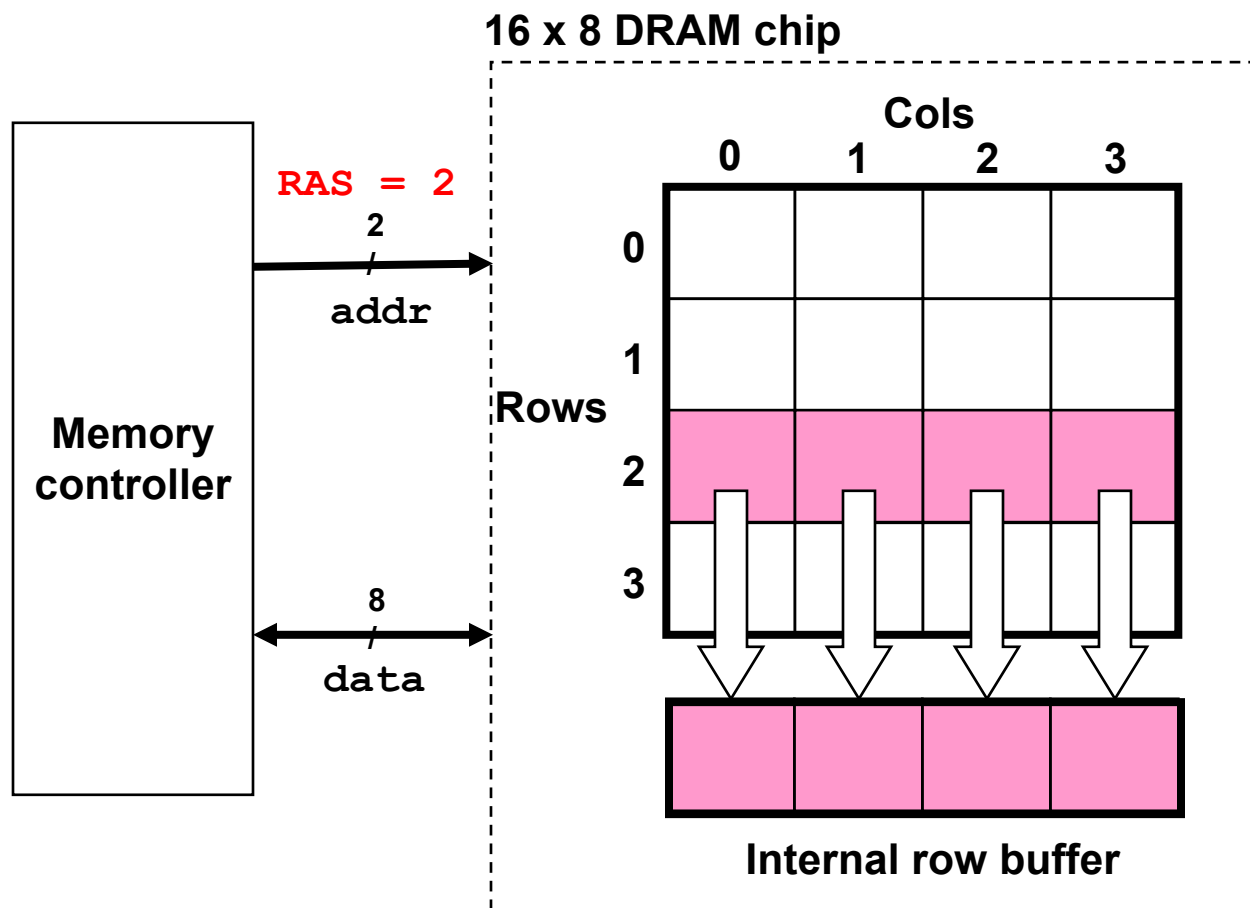 16 x 8 DRAM chip
Cols
0 1 2 3
RAS = 2
2
addr
0
1
Rows
2
3
Memory
controller
8
data
Internal row buffer